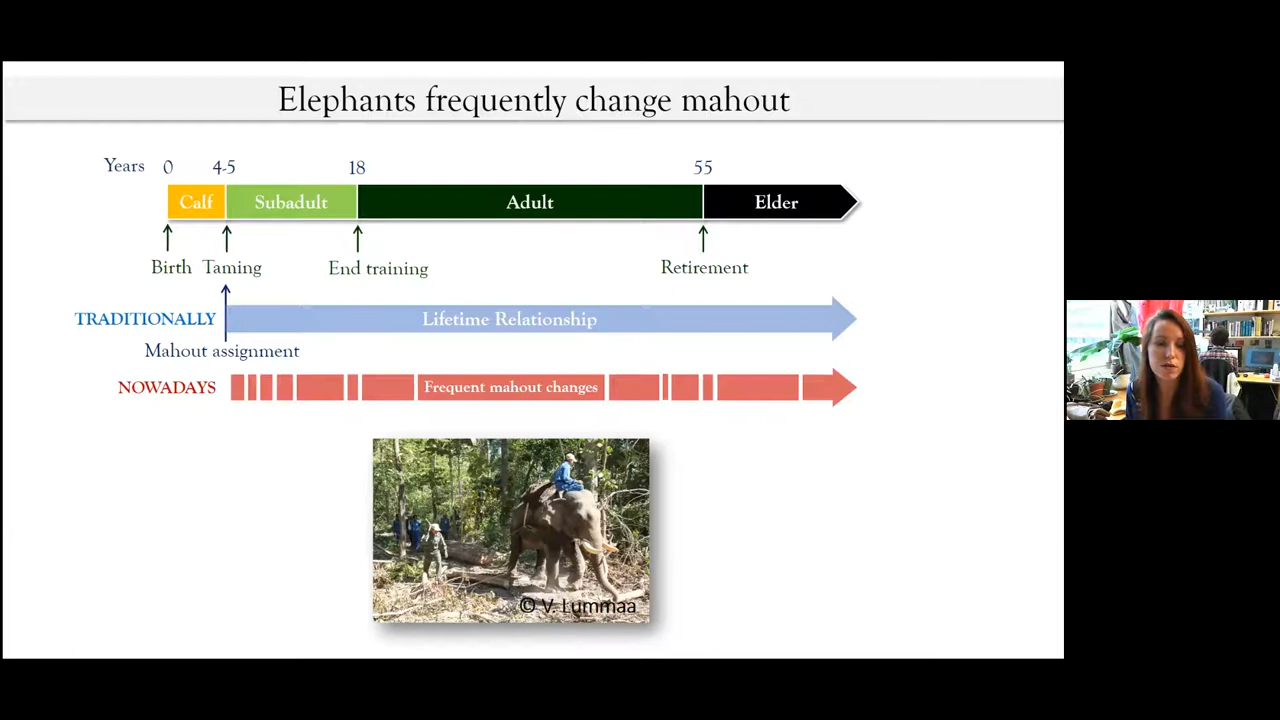 Elephants frequently change mahout
Years 0 4-5 18 55
Calf Subadult Adult Elder
Birth Taming End training Retirement
TRADITIONALLY Lifetime Relationship
Mahout assignment
NOWADAYS Frequent mahout changes
© V. Lummaa